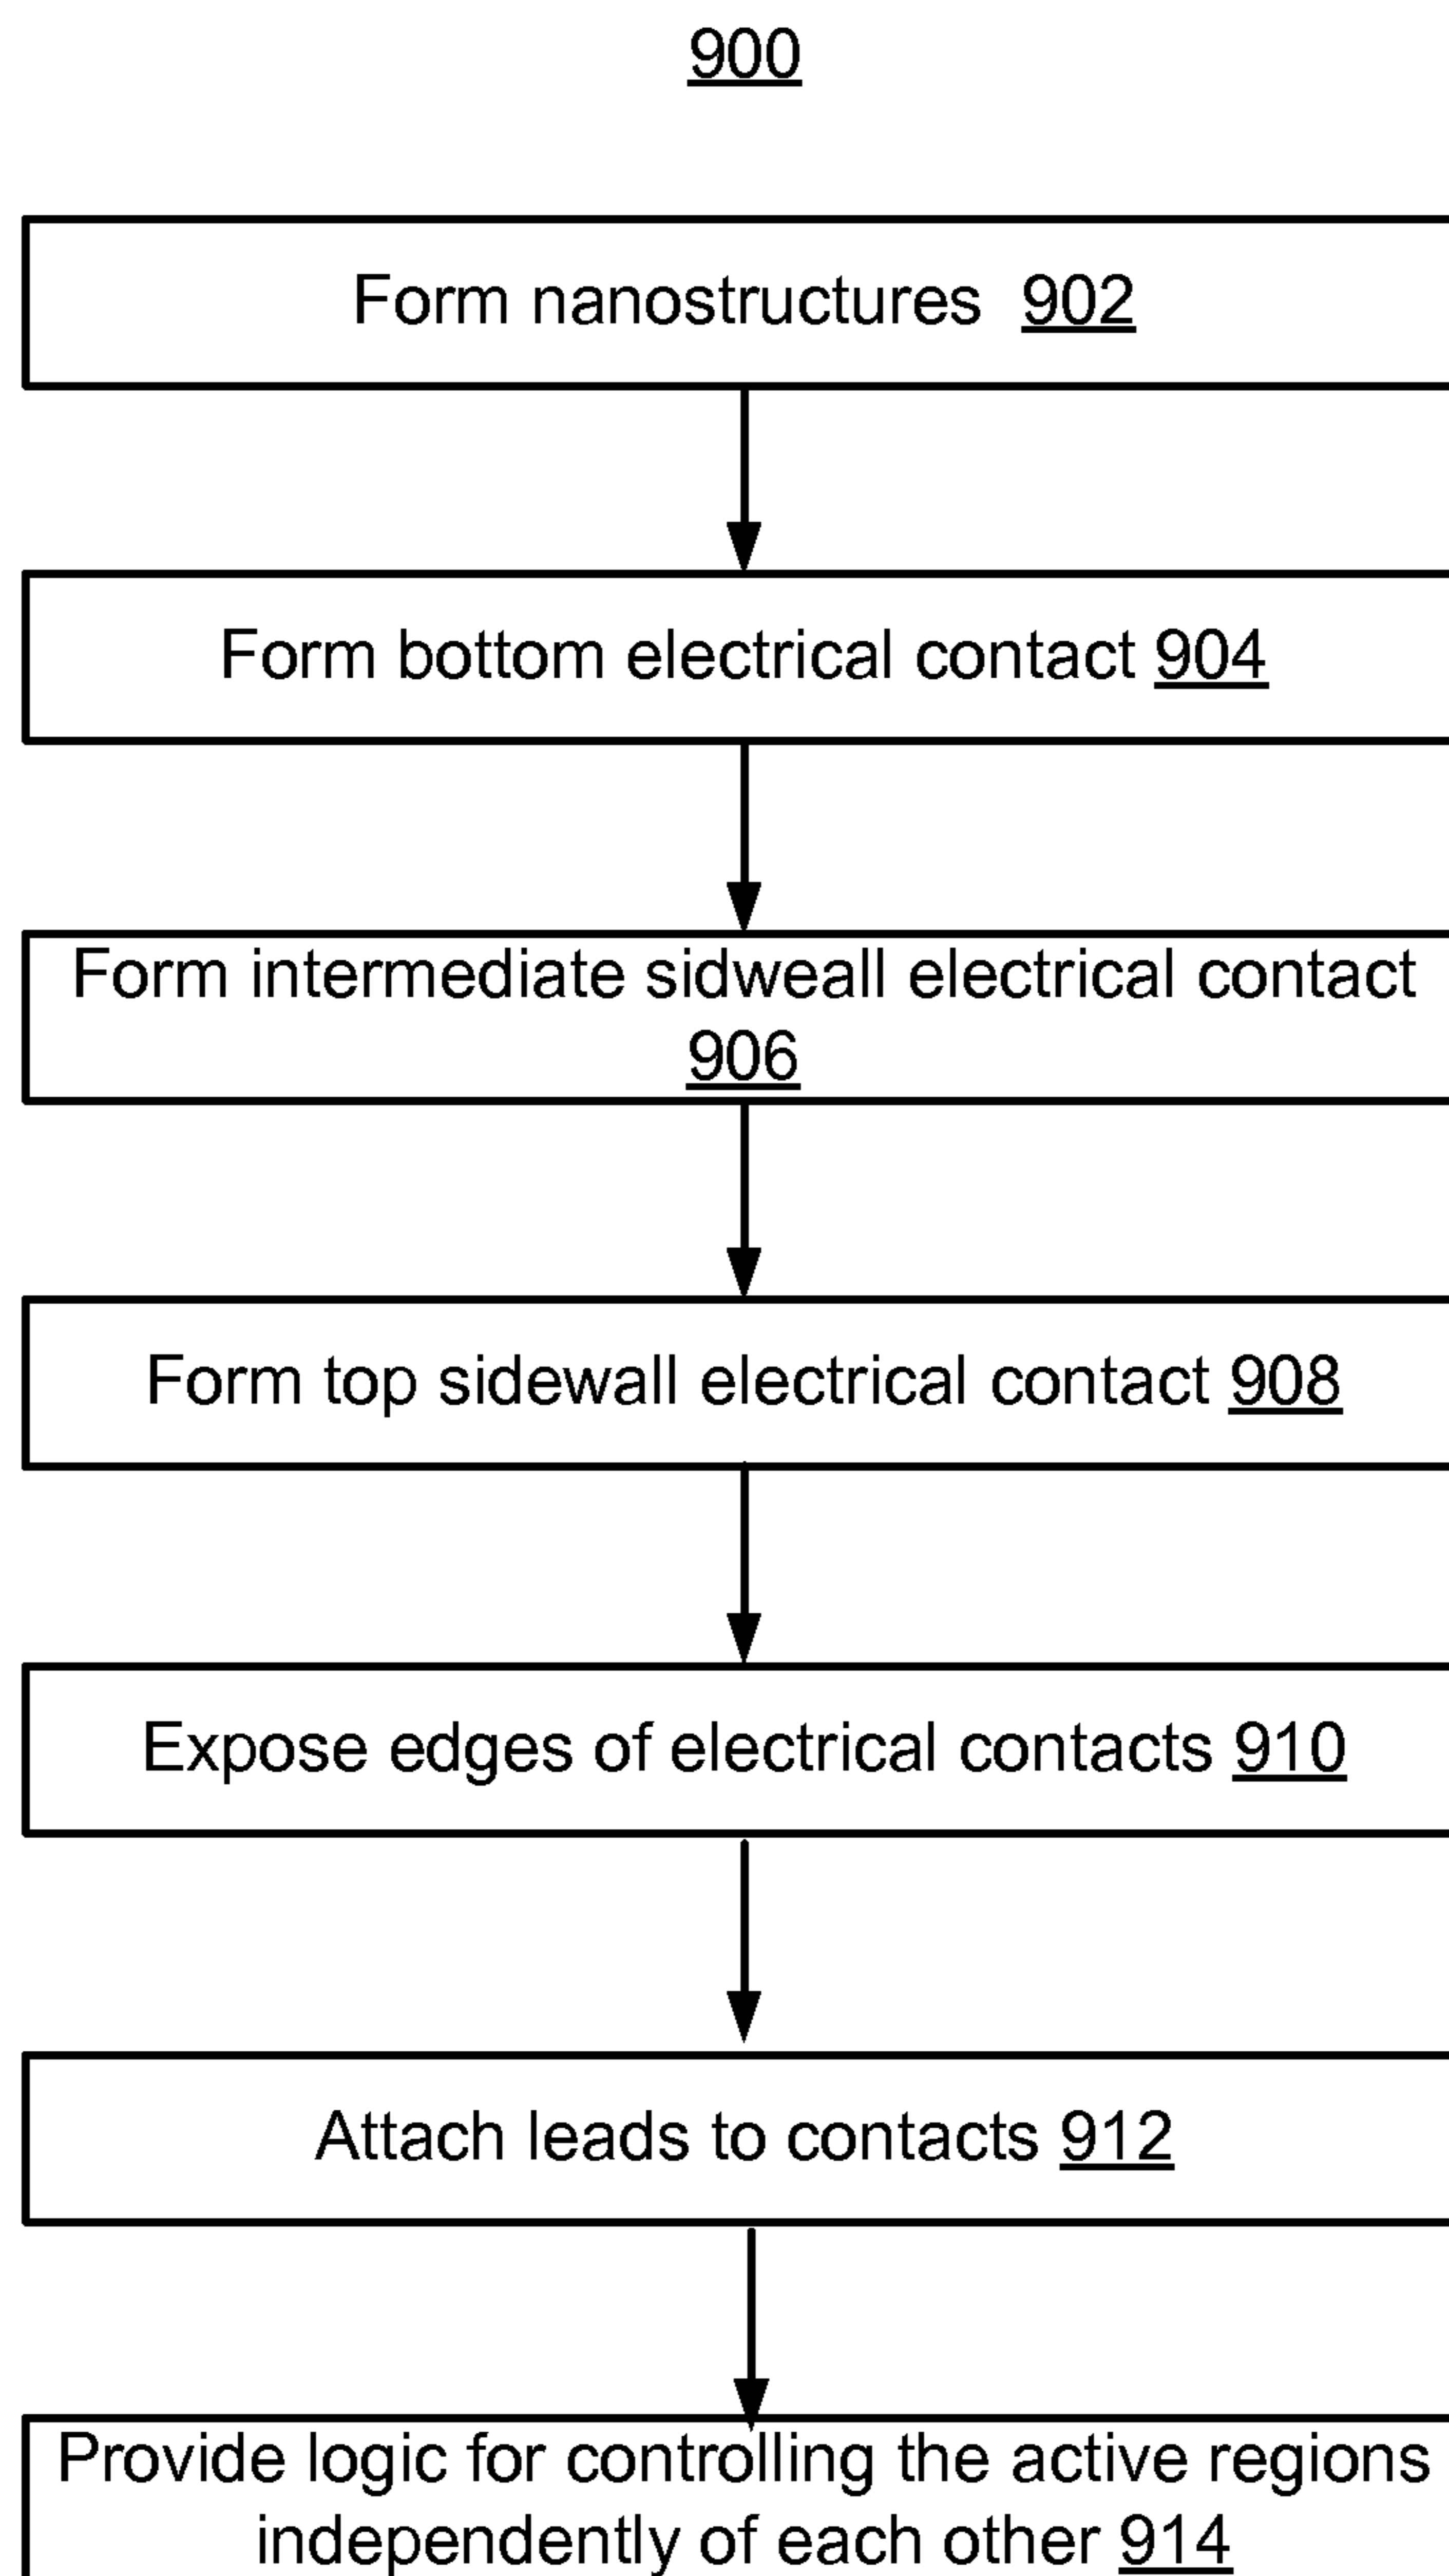 900
Form nanostructures 902
Form bottom electrical contact 904
Form intermediate sidweall electrical contact
906
Form top sidewall electrical contact 908
Expose edges of electrical contacts 910
Attach leads to contacts 912
Provide logic for controlling the active regions
independently of each other 914